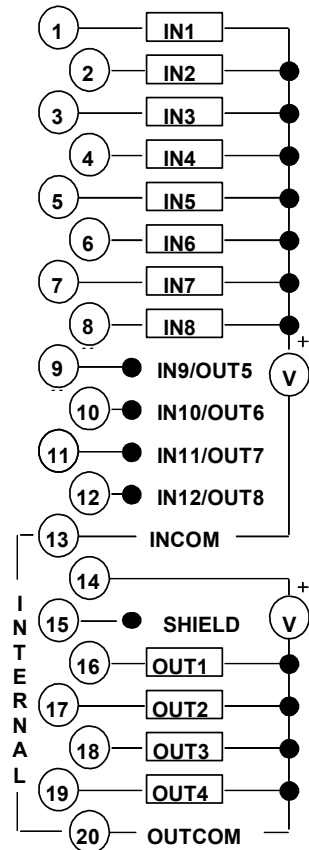 1 IN1
2 IN2
3 IN3
4 IN4
5 IN5
6 IN6
7 IN7
8 IN8
+
V
9 IN9/OUT5
10 IN10/OUT6
11 IN11/OUT7
12 IN12/OUT8
13 INCOM
14
+
V
15 SHIELD
16 OUT1
17 OUT2
18 OUT3
19 OUT4
20 OUTCOM
INTERNAL